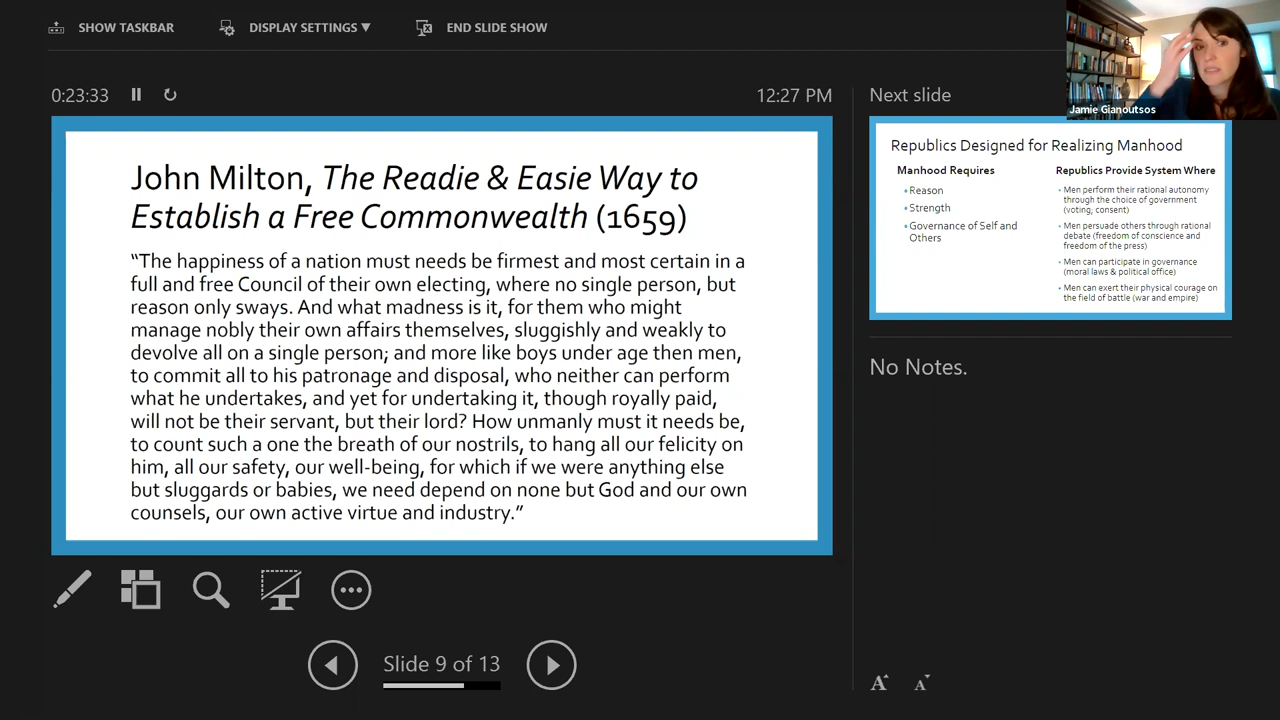 SHOW TASKBAR
DISPLAY SETTINGS ▼
END SLIDE SHOW
0:23:33
12:27 PM
Next slide
Jamie Gianoutsos
John Milton, The Readie & Easie Way to
Establish a Free Commonwealth (1659)
“The happiness of a nation must needs be firmest and most certain in a
full and free Council of their own electing, where no single person, but
reason only sways. And what madness is it, for them who might
manage nobly their own affairs themselves, sluggishly and weakly to
devolve all on a single person; and more like boys under age then men,
to commit all to his patronage and disposal, who neither can perform
what he undertakes, and yet for undertaking it, though royally paid,
will not be their servant, but their lord? How unmanly must it needs be,
to count such a one the breath of our nostrils, to hang all our felicity on
him, all our safety, our well-being, for which if we were anything else
but sluggards or babies, we need depend on none but God and our own
counsels, our own active virtue and industry.”
Republics Designed for Realizing Manhood
Manhood Requires
• Reason
• Strength
• Governance of Self and
Others
Republics Provide System Where
• Men perform their rational autonomy
through the choice of government
(voting; consent)
• Men persuade others through rational
debate (freedom of conscience and
freedom of the press)
• Men can participate in governance
(moral laws & political office)
• Men can exert their physical courage on
the field of battle (war and empire)
No Notes.
Slide 9 of 13
A
A